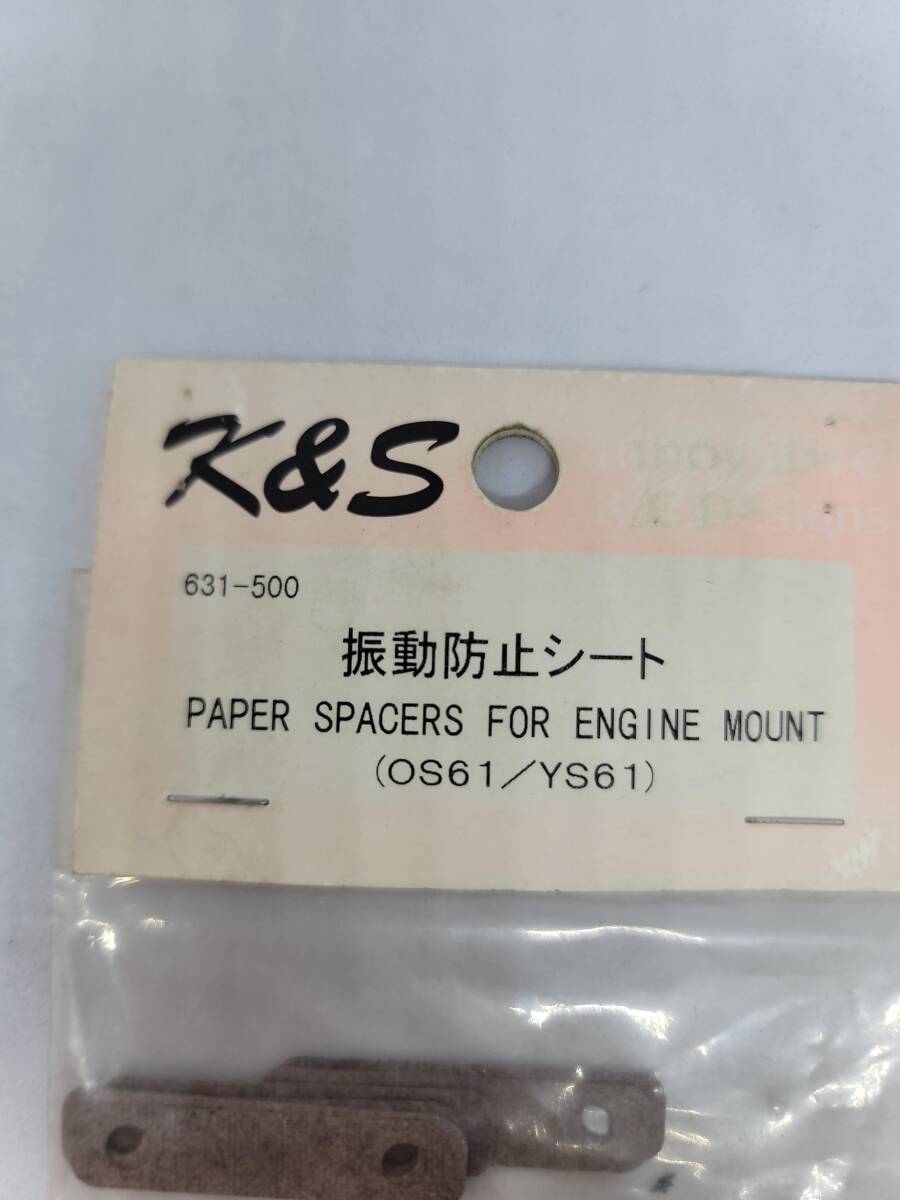 K&S
631-500
振動防止シート
PAPER SPACERS FOR ENGINE MOUNT
(OS61/YS61)